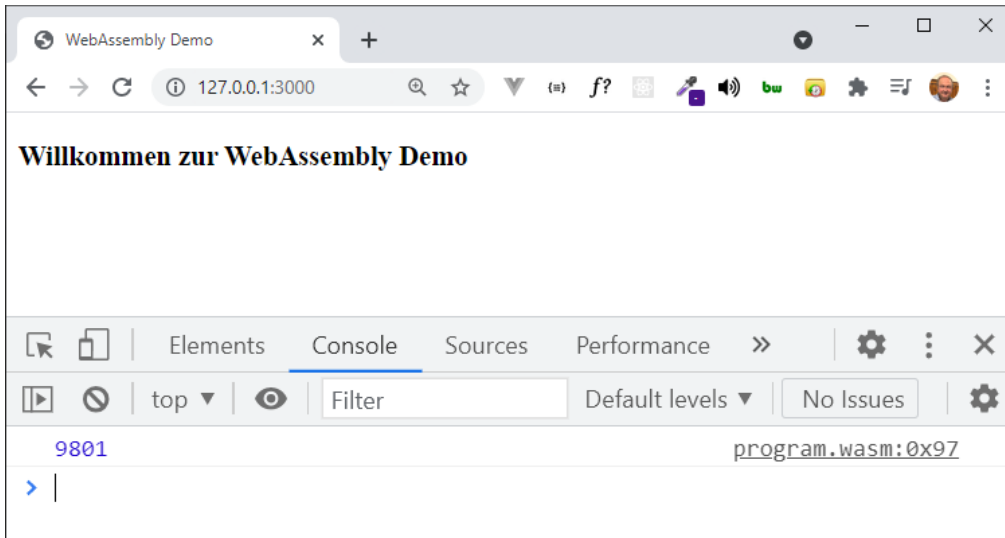 WebAssembly Demo
127.0.0.1:3000
{=} f? bw
Willkommen zur WebAssembly Demo
Elements Console Sources Performance
top Filter Default levels No Issues
9801 program.wasm:0x97